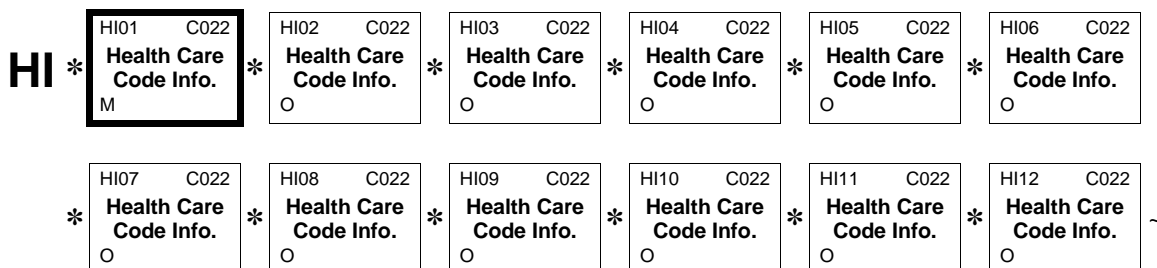 HI01 C022 HI02 C022 HI03 C022 HI04 C022 HI05 C022 HI06 C022
HI * Health Care * Health Care * Health Care * Health Care * Health Care * Health Care
Code Info. Code Info. Code Info. Code Info. Code Info. Code Info.
M O O O O O
HI07 C022 HI08 C022 HI09 C022 HI10 C022 HI11 C022 HI12 C022
* Health Care * Health Care * Health Care * Health Care * Health Care * Health Care ~
Code Info. Code Info. Code Info. Code Info. Code Info. Code Info.
O O O O O O